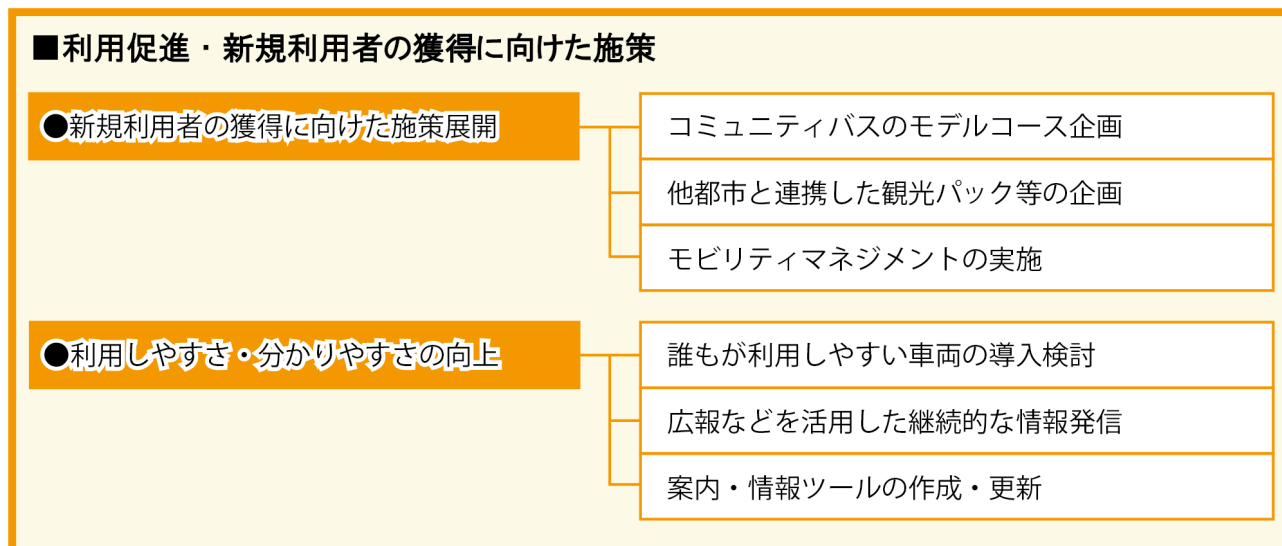 ■利用促進・新規利用者の獲得に向けた施策
●新規利用者の獲得に向けた施策展開
コミュニティバスのモデルコース企画
他都市と連携した観光パック等の企画
モビリティマネジメントの実施
●利用しやすさ・分かりやすさの向上
誰もが利用しやすい車両の導入検討
広報などを活用した継続的な情報発信
案内・情報ツールの作成・更新